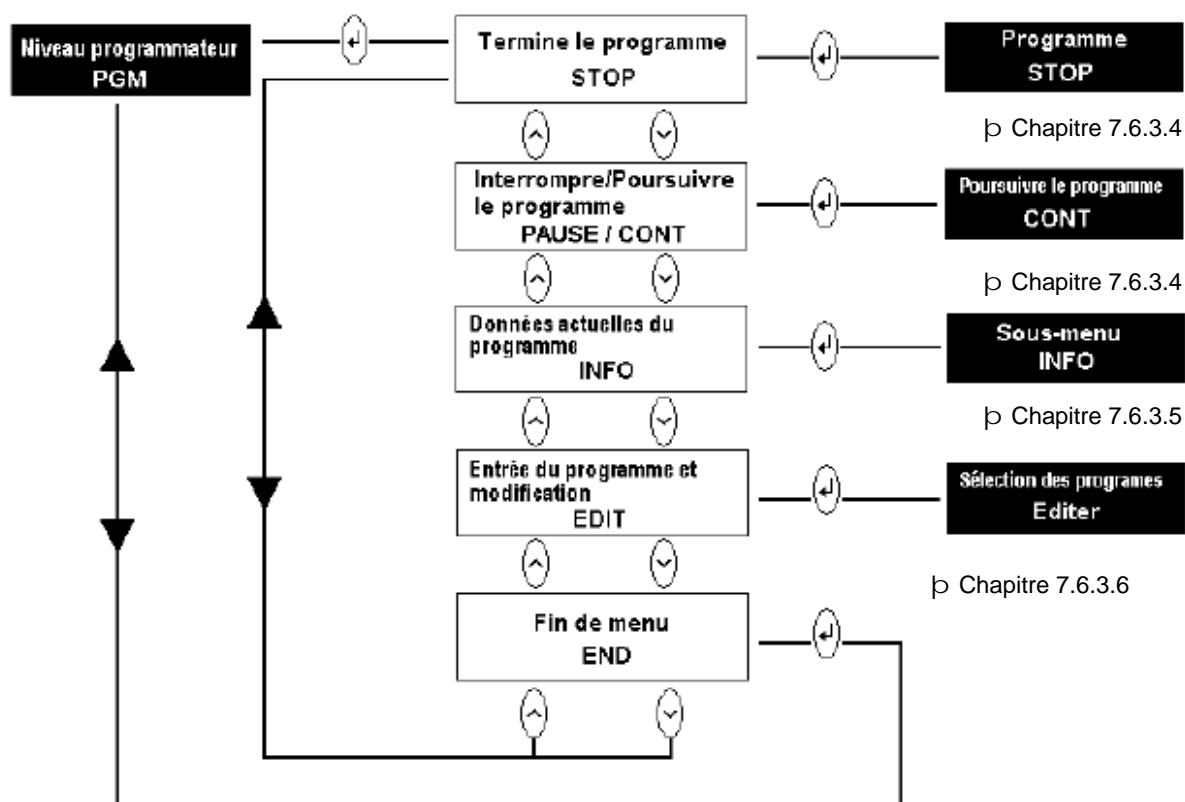 Niveau programmateur
PGM
Termine le programme
STOP
Programme
STOP
þ Chapitre 7.6.3.4
Interrompre/Poursuivre
le programme
PAUSE / CONT
Poursuivre le programme
CONT
þ Chapitre 7.6.3.4
Données actuelles du
programme
INFO
Sous-menu
INFO
þ Chapitre 7.6.3.5
Entrée du programme et
modification
EDIT
Sélection des programes
Editer
þ Chapitre 7.6.3.6
Fin de menu
END